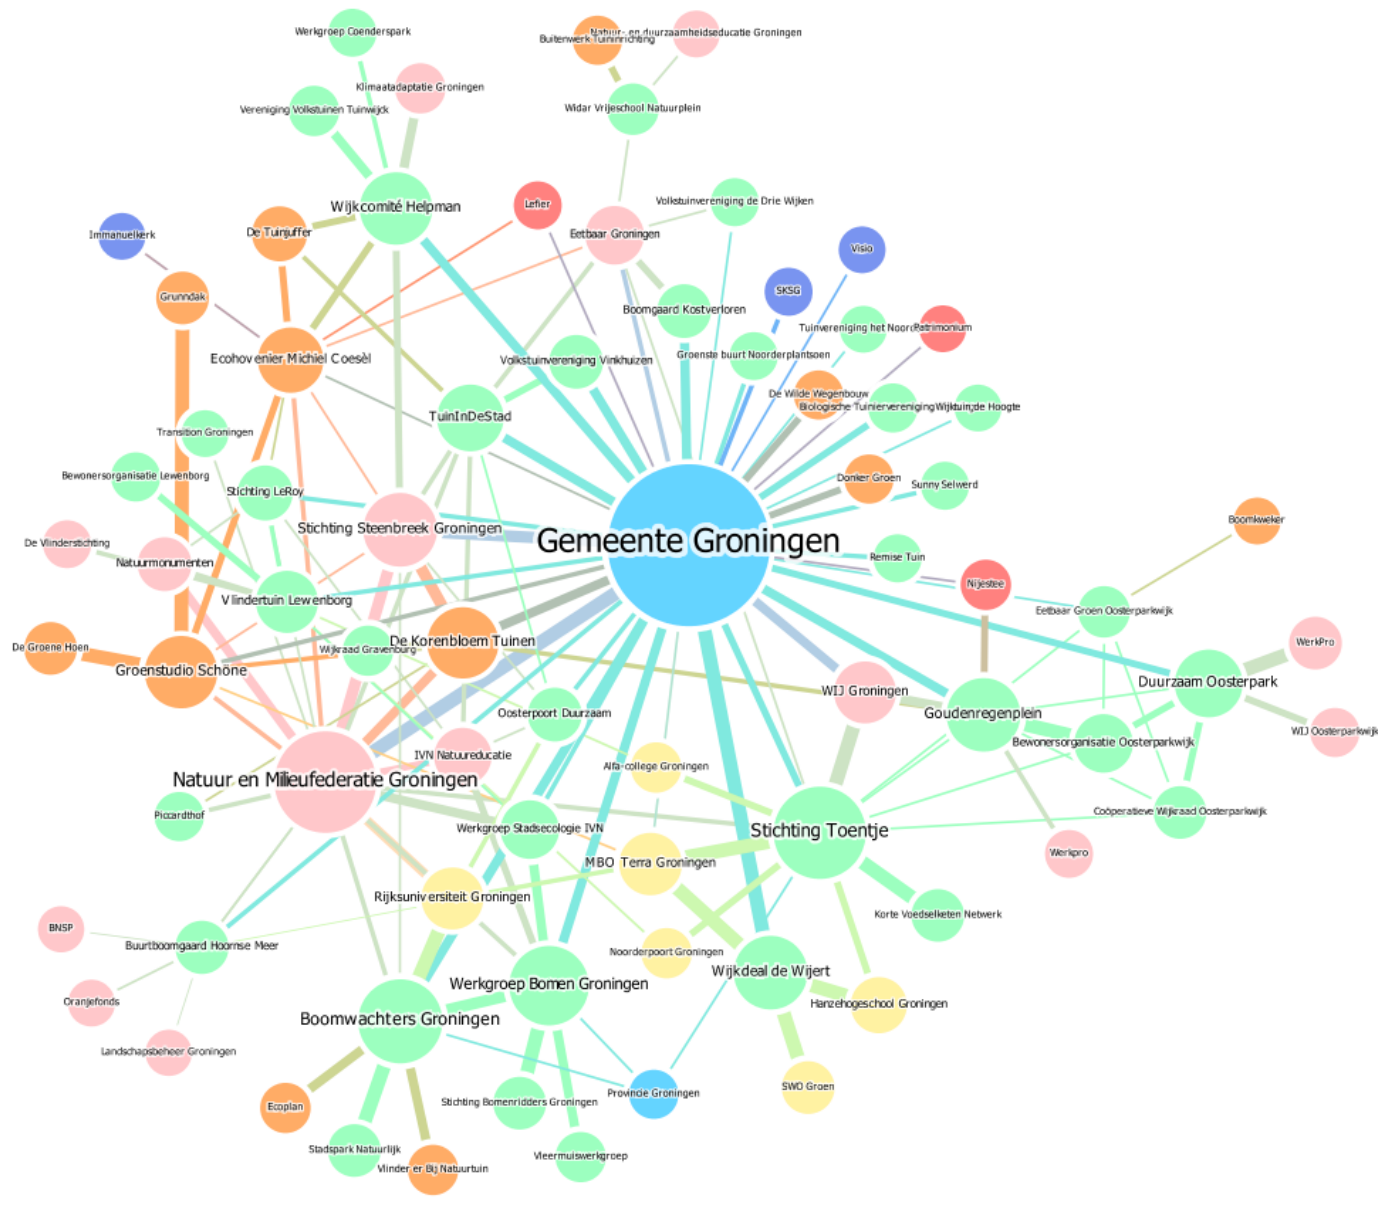 Werkgroep Coenderspark
Natuur- en duurzaamheidseducatie Groningen
Buitenwerk Tuininrichting
Klimaatadaptatie Groningen
Vereniging Volkstuinen Tuinwijck
Widar Vrijeschool Natuurplein
Wijkcomité Helpman
Lefier
Volkstuinvereniging de Drie Wijken
Immanuelkerk
De Tuinjuffer
Eetbaar Groningen
Visio
SKSG
Grunndak
Boomgaard Kostverloren
Tuinvereniging het Noord
Patrimonium
Ecohovenier Michiel Coesèl
Volkstuinvereniging Vinkhuizen
Groenste buurt Noorderplantsoen
De Wilde Wegenbouw
Biologische Tuiniervereniging
Wijktuin de Hoogte
TuinInDeStad
Transition Groningen
Bewonersorganisatie Lewenborg
Stichting LeRoy
Donker Groen
Sunny Selwerd
Stichting Steenbreek Groningen
Gemeente Groningen
Boomkweker
De Vlinderstichting
Natuurmonumenten
Remise Tuin
Nijestee
Vlindertuin Lewenborg
Eetbaar Groen Oosterparkwijk
De Groene Hoen
Groenstudio Schöne
Wijkraad Gravenburg
De Korenbloem Tuinen
WerkPro
Duurzaam Oosterpark
WIJ Groningen
Oosterpoort Duurzaam
Goudenregenplein
WIJ Oosterparkwijk
Bewonersorganisatie Oosterparkwijk
IVN Natuureducatie
Alfa-college Groningen
Natuur en Milieufederatie Groningen
Piccardthof
Coöperatieve Wijkraad Oosterparkwijk
Werkgroep Stadsecologie IVN
Stichting Toentje
Werkpro
MBO Terra Groningen
Rijksuniversiteit Groningen
Korte Voedselketen Netwerk
BNSP
Buurtboomgaard Hoornse Meer
Noorderpoort Groningen
Wijkdeal de Wijert
Werkgroep Bomen Groningen
Oranjefonds
Hanzehogeschool Groningen
Boomwachters Groningen
Landschapsbeheer Groningen
SWO Groen
Provincie Groningen
Ecoplan
Stichting Bomenridders Groningen
Stadspark Natuurlijk
Vleermuiswerkgroep
Vlinder er Bij Natuurtuin